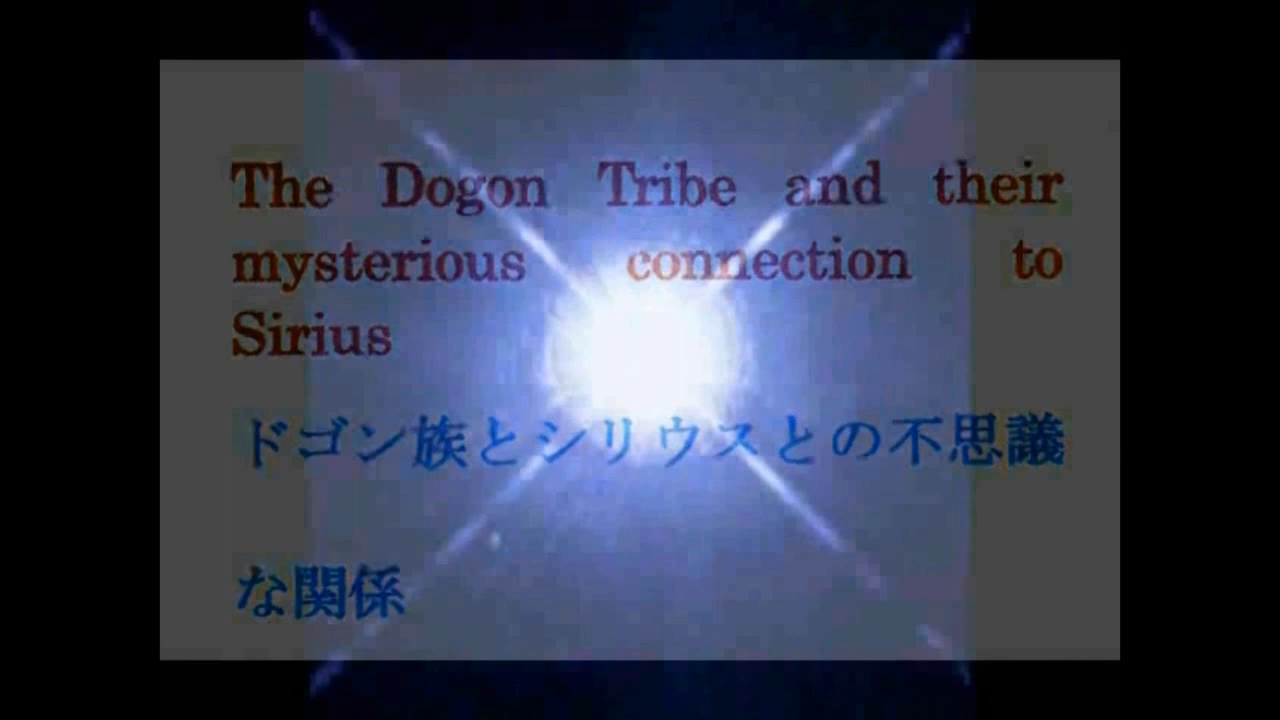 The Dogon Tribe and their
mysterious connection to
Sirius
ドゴン族とシリウスとの不思議
な関係